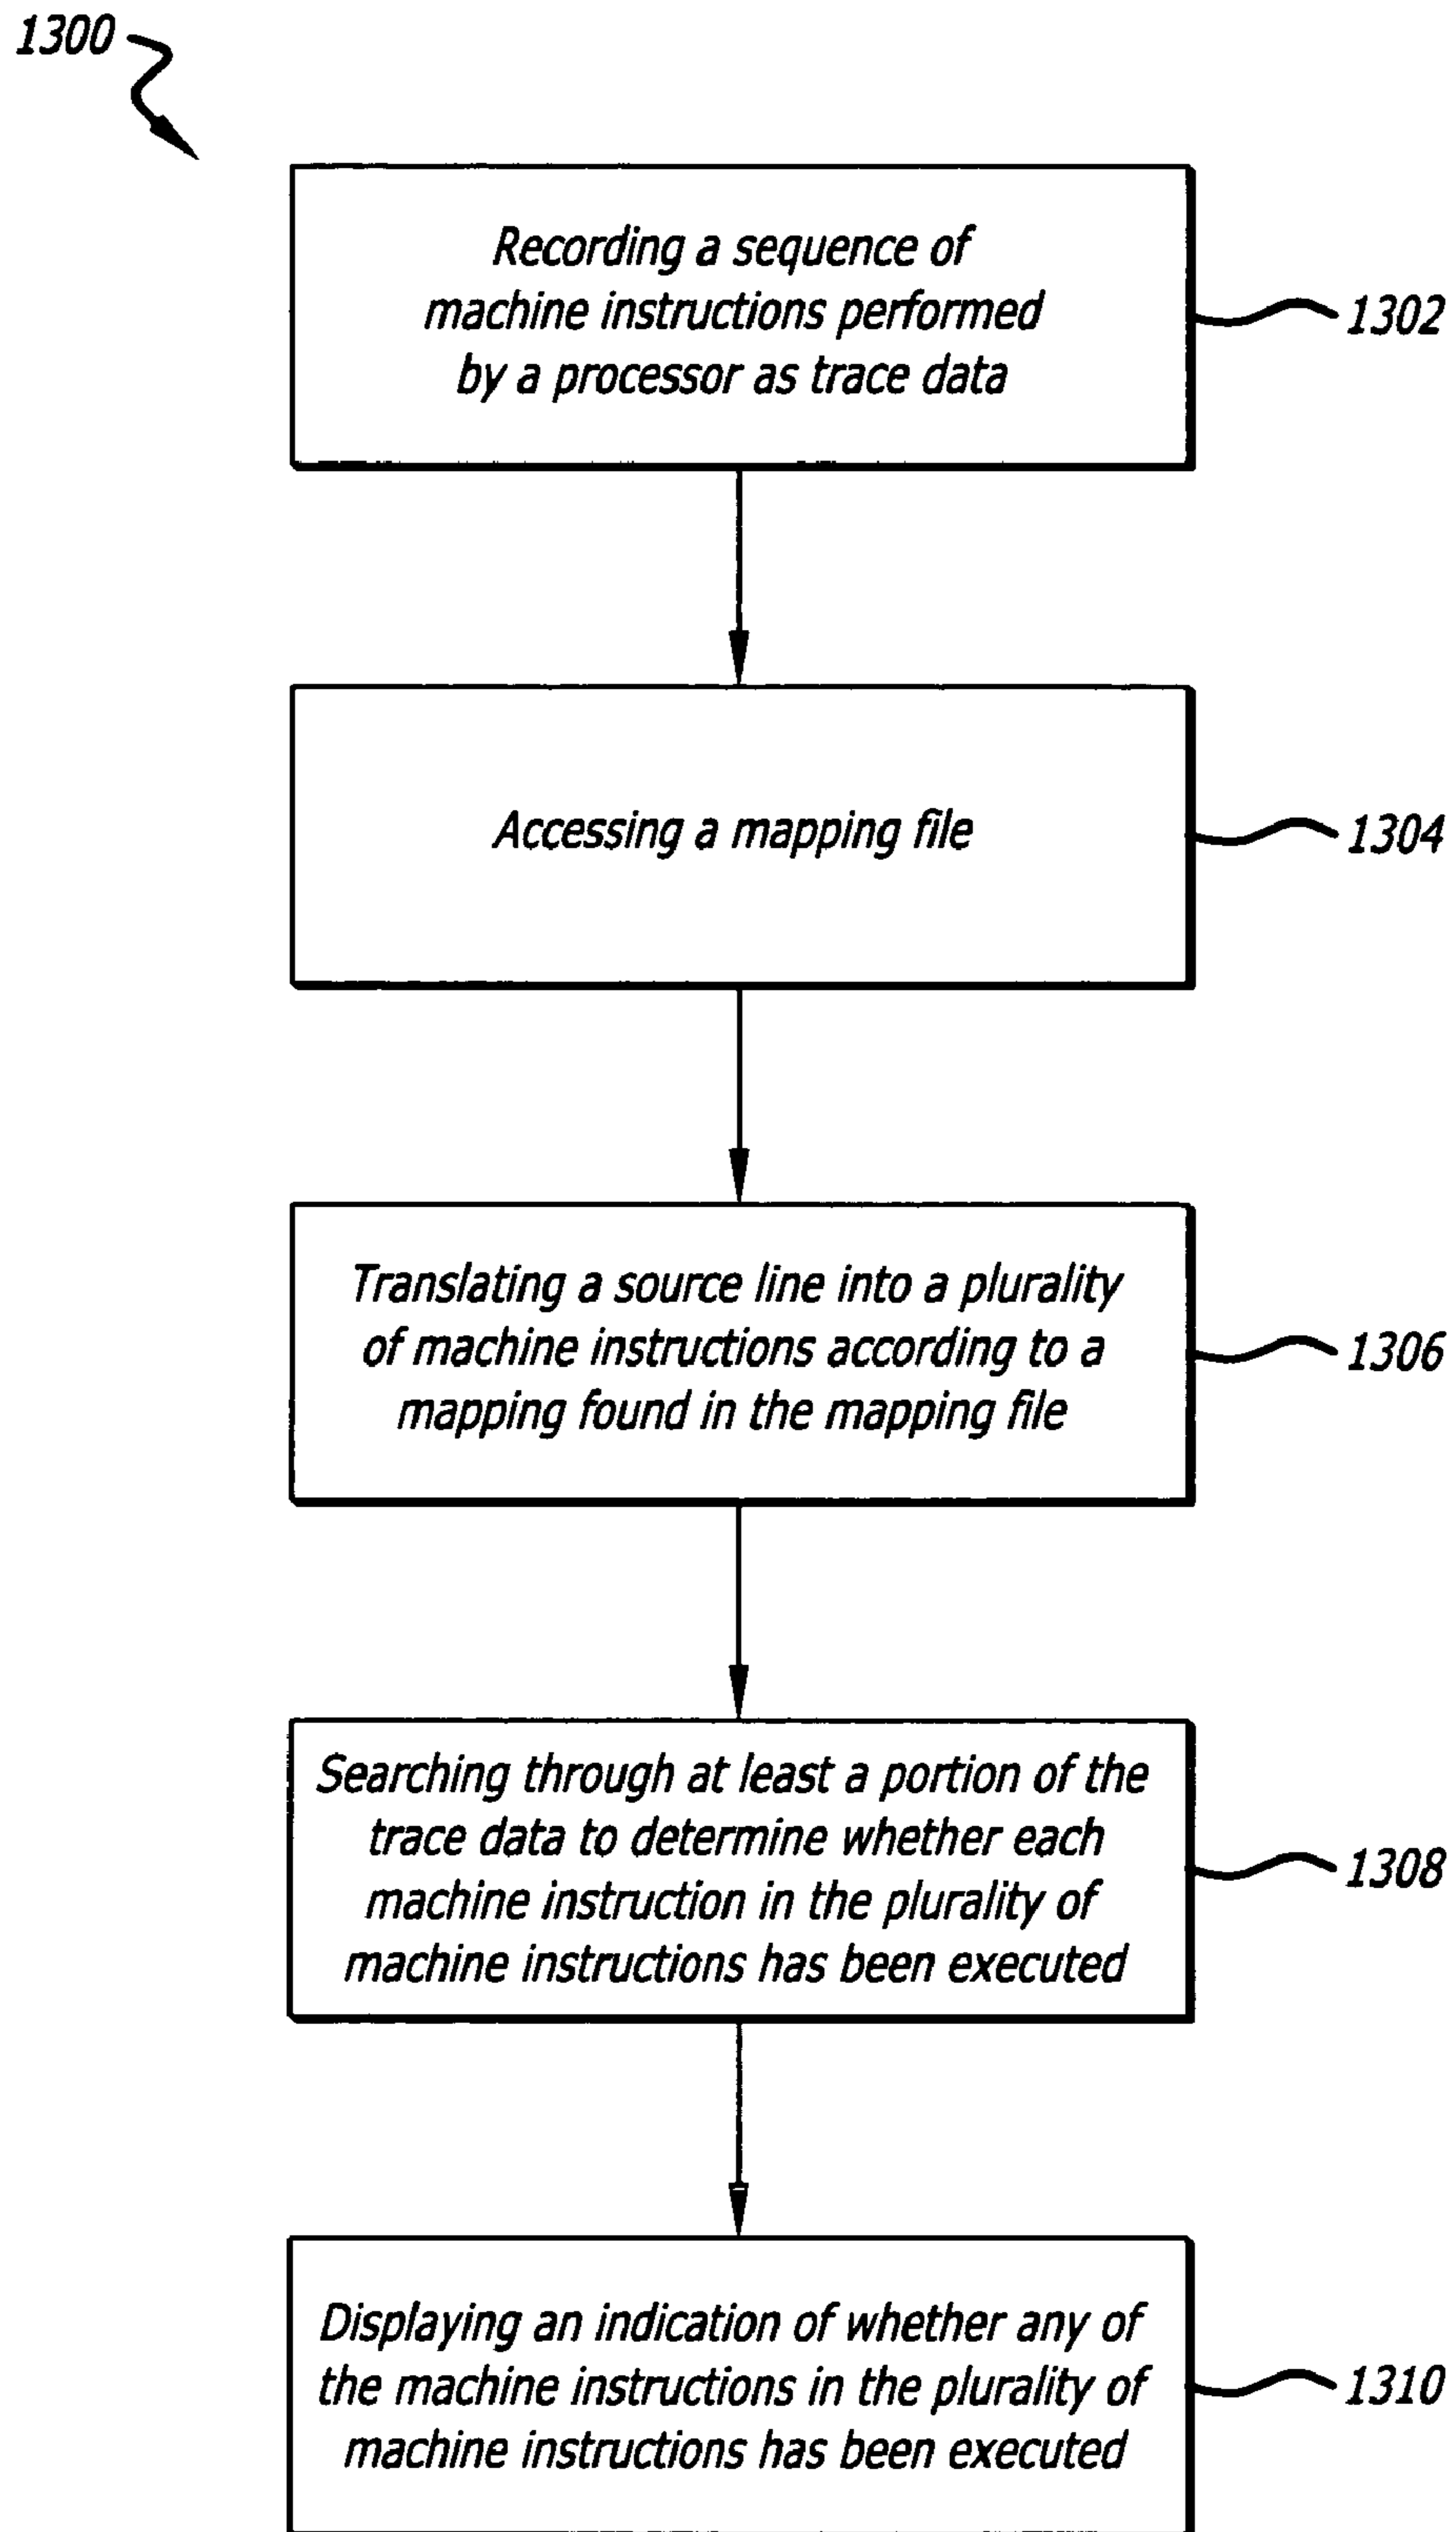 1300
Recording a sequence of
machine instructions performed
by a processor as trace data
1302
Accessing a mapping file
1304
Translating a source line into a plurality
of machine instructions according to a
mapping found in the mapping file
1306
Searching through at least a portion of the
trace data to determine whether each
machine instruction in the plurality of
machine instructions has been executed
1308
Displaying an indication of whether any of
the machine instructions in the plurality of
machine instructions has been executed
1310